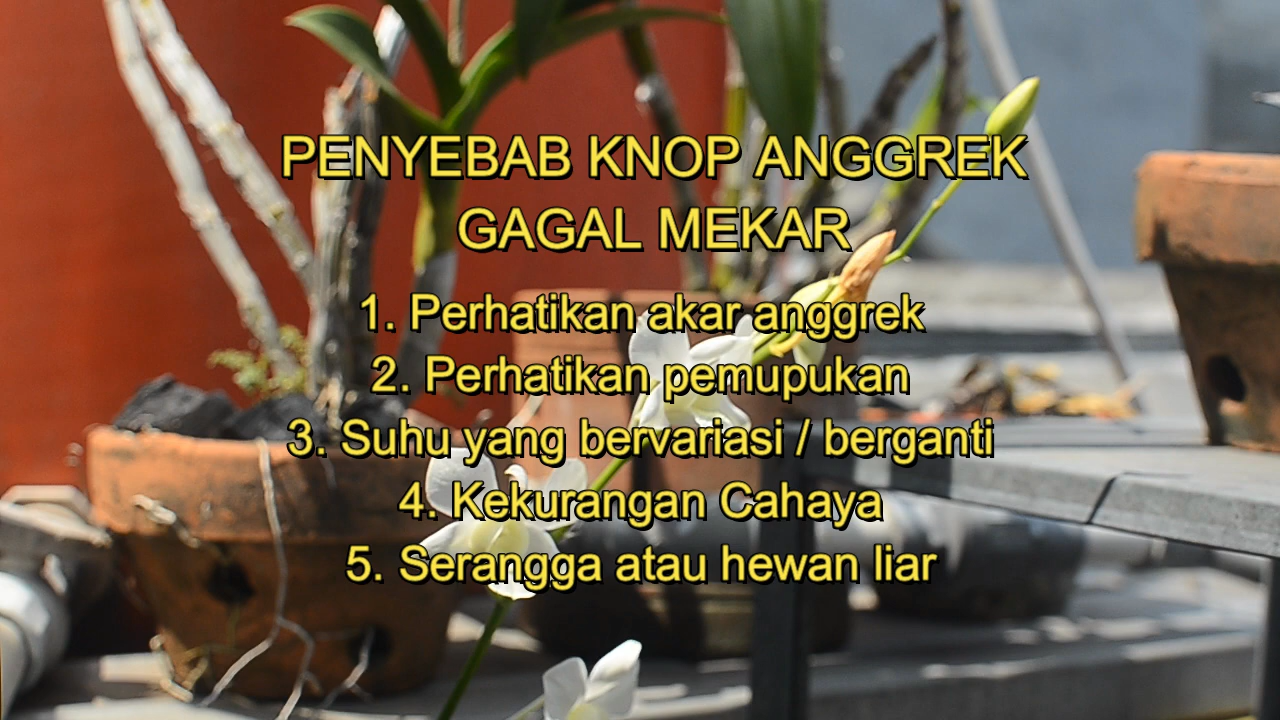 PENYEBAB KNOP ANGGREK
GAGAL MEKAR
1. Perhatikan akar anggrek
2. Perhatikan pemupukan
3. Suhu yang bervariasi / berganti
4. Kekurangan Cahaya
5. Serangga atau hewan liar